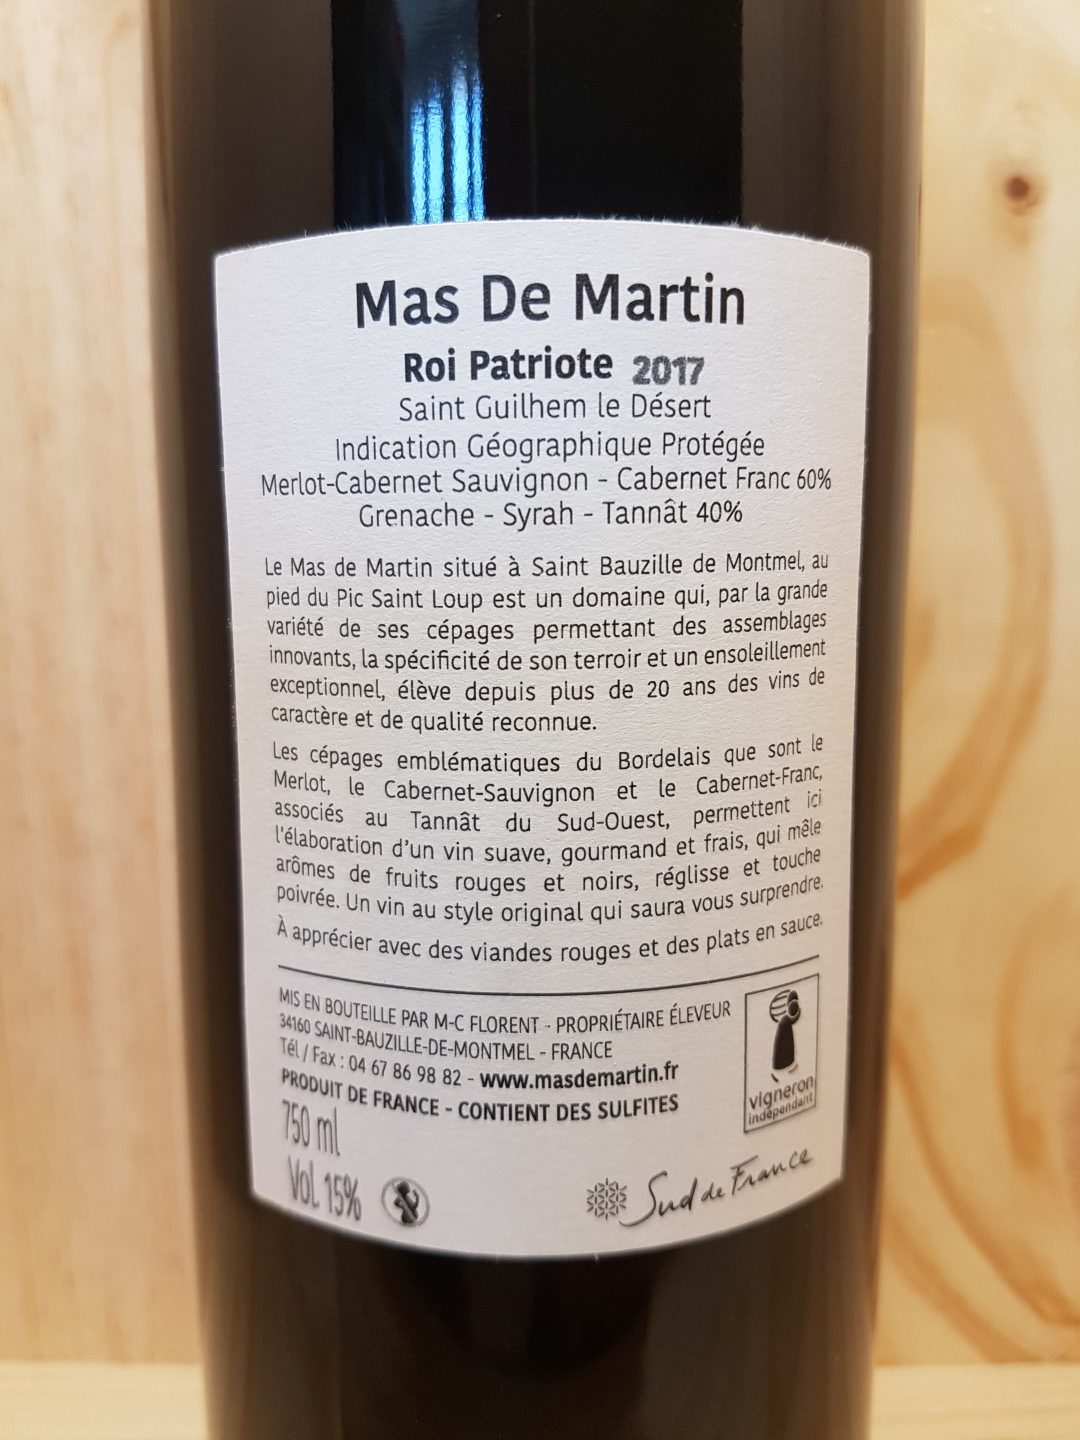 Mas De Martin
Roi Patriote 2017
Saint Guilhem le Désert
Indication Géographique Protégée
Merlot-Cabernet Sauvignon - Cabernet Franc 60%
Grenache - Syrah - Tannât 40%
Le Mas de Martin situé à Saint Bauzille de Montmel, au
pied du Pic Saint Loup est un domaine qui, par la grande
variété de ses cépages permettant des assemblages
innovants, la spécificité de son terroir et un ensoleillement
exceptionnel, élève depuis plus de 20 ans des vins de
caractère et de qualité reconnue.
Les cépages emblématiques du Bordelais que sont le
Merlot, le Cabernet-Sauvignon et le Cabernet-Franc,
associés au Tannât du Sud-Ouest, permettent ici
l'élaboration d'un vin suave, gourmand et frais, qui mêle
arômes de fruits rouges et noirs, réglisse et touche
poivrée. Un vin au style original qui saura vous surprendre.
À apprécier avec des viandes rouges et des plats en sauce.
MIS EN BOUTEILLE PAR M-C FLORENT - PROPRIÉTAIRE ÉLEVEUR
34160 SAINT-BAUZILLE-DE-MONTMEL - FRANCE
Tél / Fax : 04 67 86 98 82 - www.masdemartin.fr
PRODUIT DE FRANCE - CONTIENT DES SULFITES
750 ml
Vol. 15%
vigneron
indépendant
Sud de France